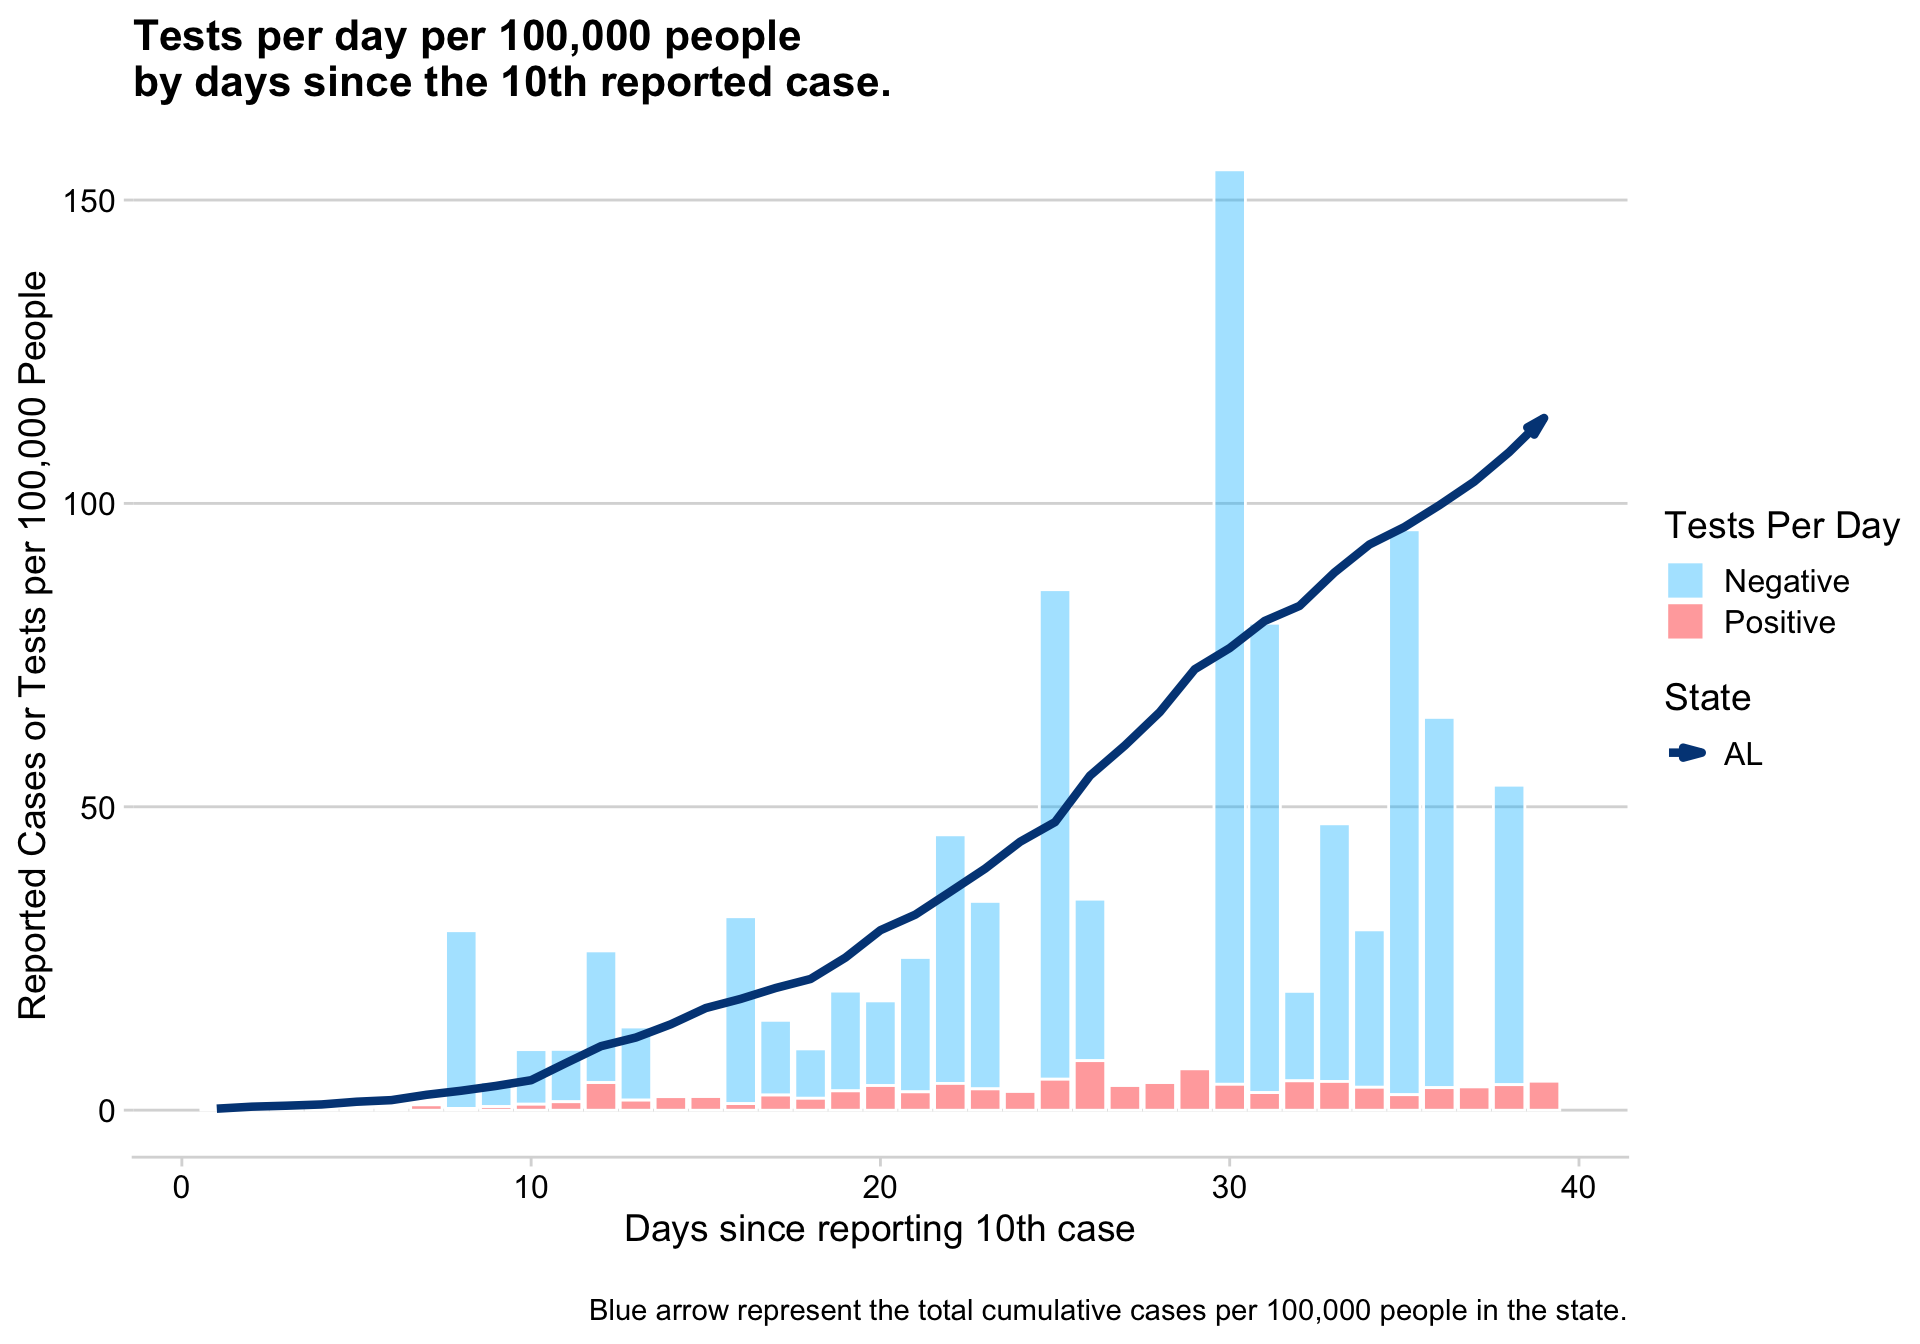 Tests per day per 100,000 people
by days since the 10th reported case.
Reported Cases or Tests per 100,000 People
150
100
50
0
0 10 20 30 40
Days since reporting 10th case
Tests Per Day
Negative
Positive
State
AL
Blue arrow represent the total cumulative cases per 100,000 people in the state.